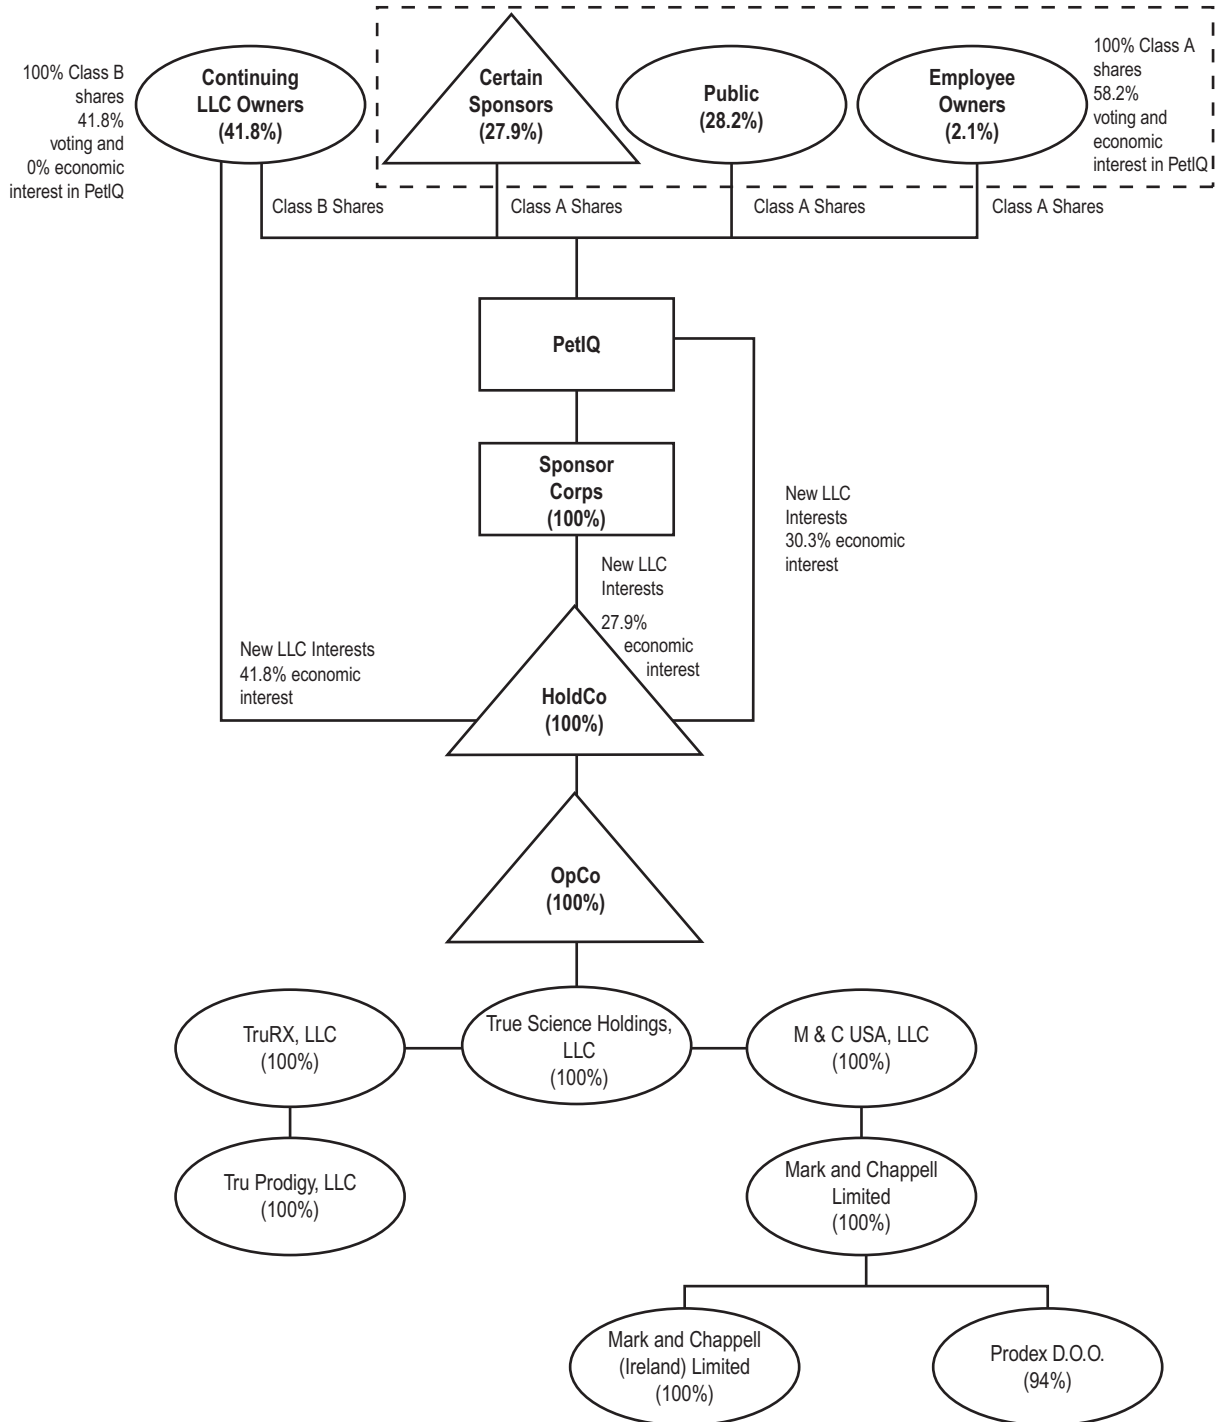 100% Class B
shares
41.8%
voting and
0% economic
interest in PetIQ
Continuing
LLC Owners
(41.8%)
Certain
Sponsors
(27.9%)
Public
(28.2%)
Employee
Owners
(2.1%)
100% Class A
shares
58.2%
voting and
economic
interest in PetIQ
Class B Shares
Class A Shares
Class A Shares
Class A Shares
PetIQ
Sponsor
Corps
(100%)
New LLC
Interests
30.3% economic
interest
New LLC
Interests
27.9%
economic
interest
New LLC Interests
41.8% economic
interest
HoldCo
(100%)
OpCo
(100%)
TruRX, LLC
(100%)
True Science Holdings,
LLC
(100%)
M & C USA, LLC
(100%)
Tru Prodigy, LLC
(100%)
Mark and Chappell
Limited
(100%)
Mark and Chappell
(Ireland) Limited
(100%)
Prodex D.O.O.
(94%)